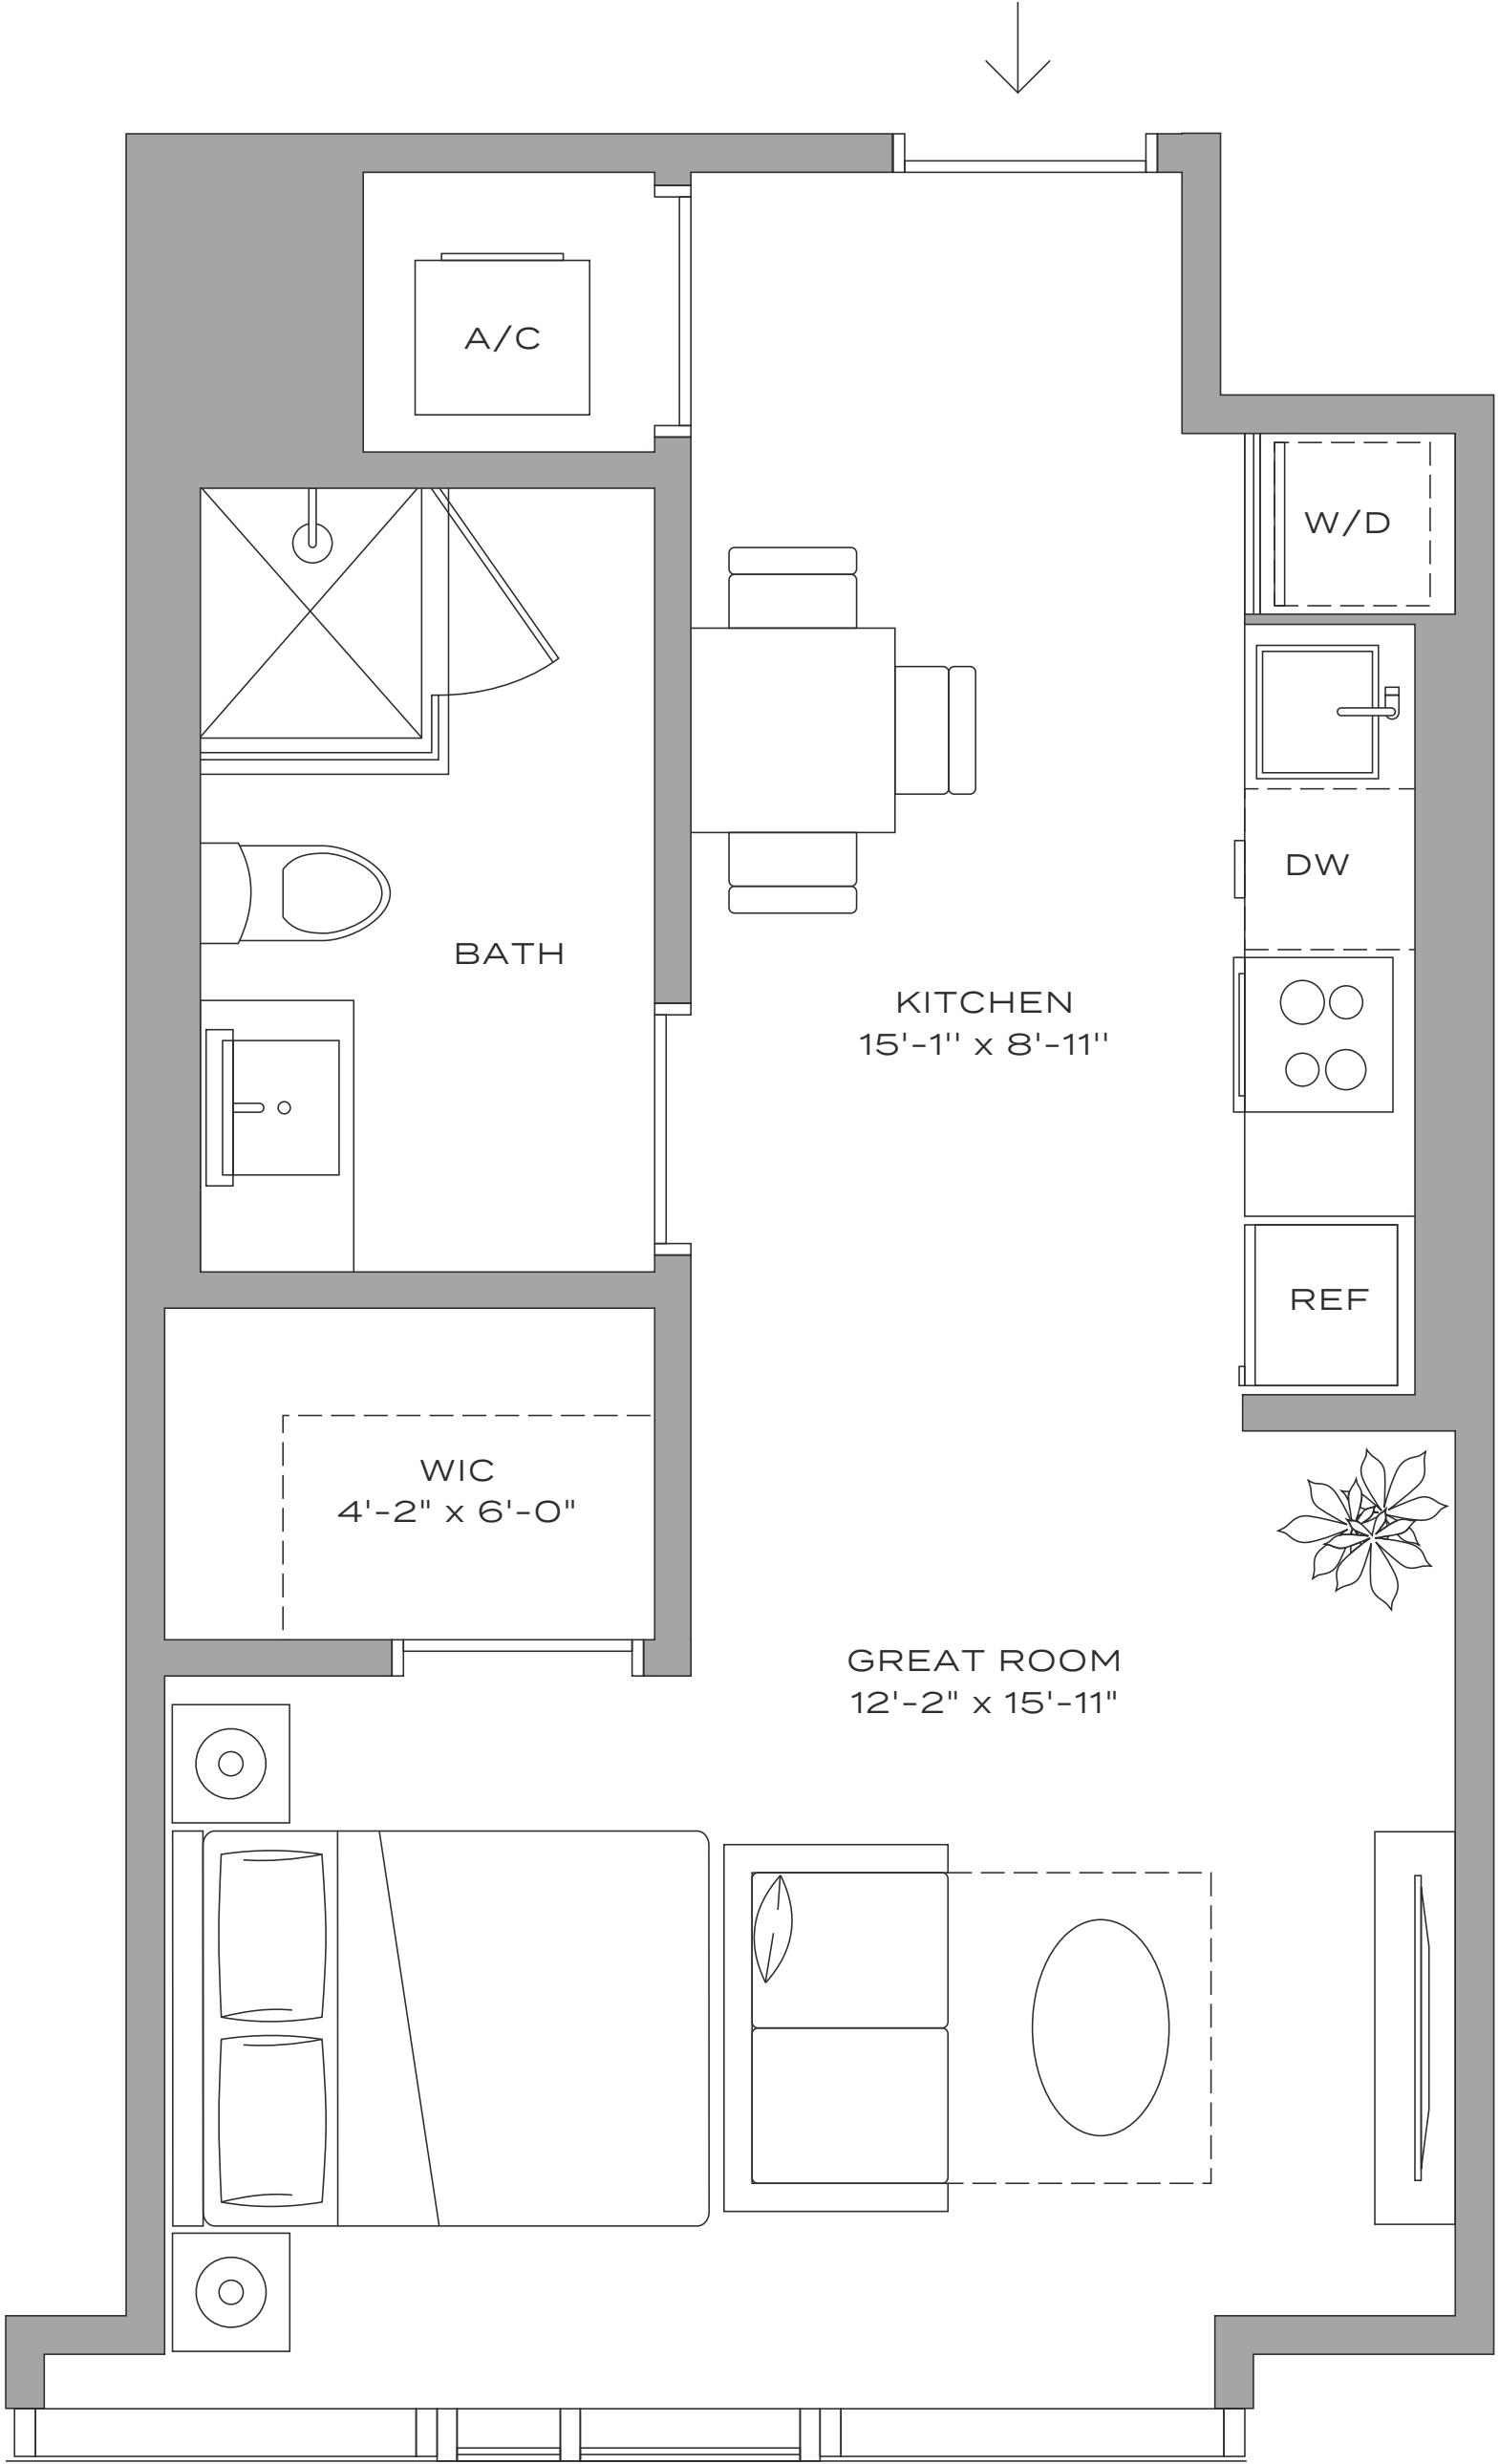 A/C
W/D
DW
BATH
KITCHEN
15'-1'' x 8'-11''
REF
WIC
4'-2" x 6'-0"
GREAT ROOM
12'-2" x 15'-11"